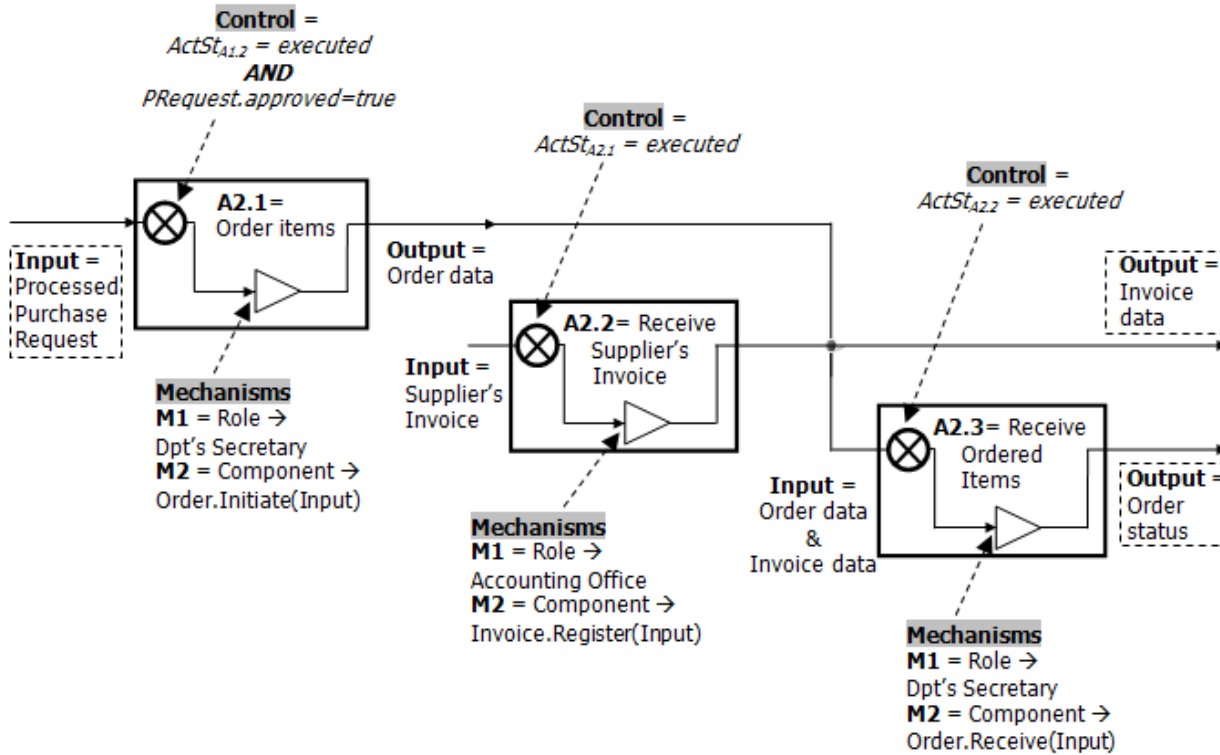 Control =
ActStA1.2 = executed
AND
PRequest.approved=true
A2.1=
Order items
Input =
Processed
Purchase
Request
Output =
Order data
Mechanisms
M1 = Role →
Dpt's Secretary
M2 = Component →
Order.Initiate(Input)
Control =
ActStA2.1 = executed
A2.2= Receive
Supplier's
Invoice
Input =
Supplier's
Invoice
Mechanisms
M1 = Role →
Accounting Office
M2 = Component →
Invoice.Register(Input)
Control =
ActStA2.2 = executed
Output =
Invoice
data
A2.3= Receive
Ordered
Items
Input =
Order data
&
Invoice data
Output =
Order
status
Mechanisms
M1 = Role →
Dpt's Secretary
M2 = Component →
Order.Receive(Input)